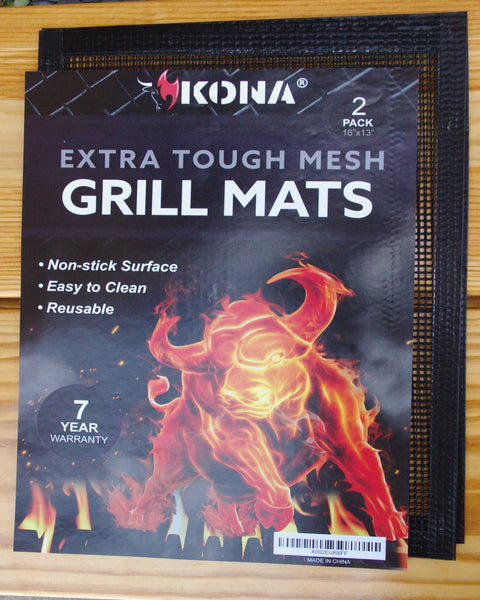 KONA®
2
PACK
16"x13"
EXTRA TOUGH MESH
GRILL MATS
• Non-stick Surface
• Easy to Clean
• Reusable
7
YEAR
WARRANTY
X002EUR8FF
MADE IN CHINA